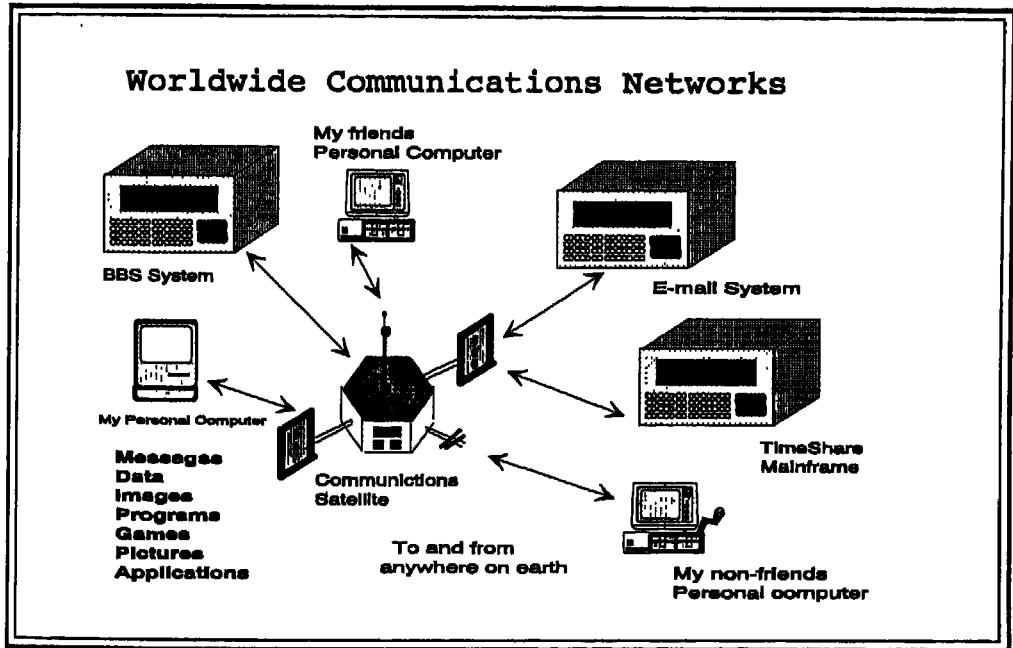 Worldwide Communications Networks
My friends
Personal Computer
BBS System
E-mail System
My Personal Computer
TimeShare
Mainframe
Messages
Data
Images
Programs
Games
Pictures
Applications
Communictions
Satellite
To and from
anywhere on earth
My non-friends
Personal computer